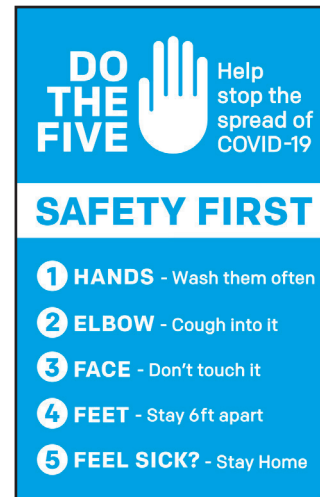 DO
THE
FIVE
Help
stop the
spread of
COVID-19
SAFETY FIRST
1 HANDS - Wash them often
2 ELBOW - Cough into it
3 FACE - Don't touch it
4 FEET - Stay 6ft apart
5 FEEL SICK? - Stay Home